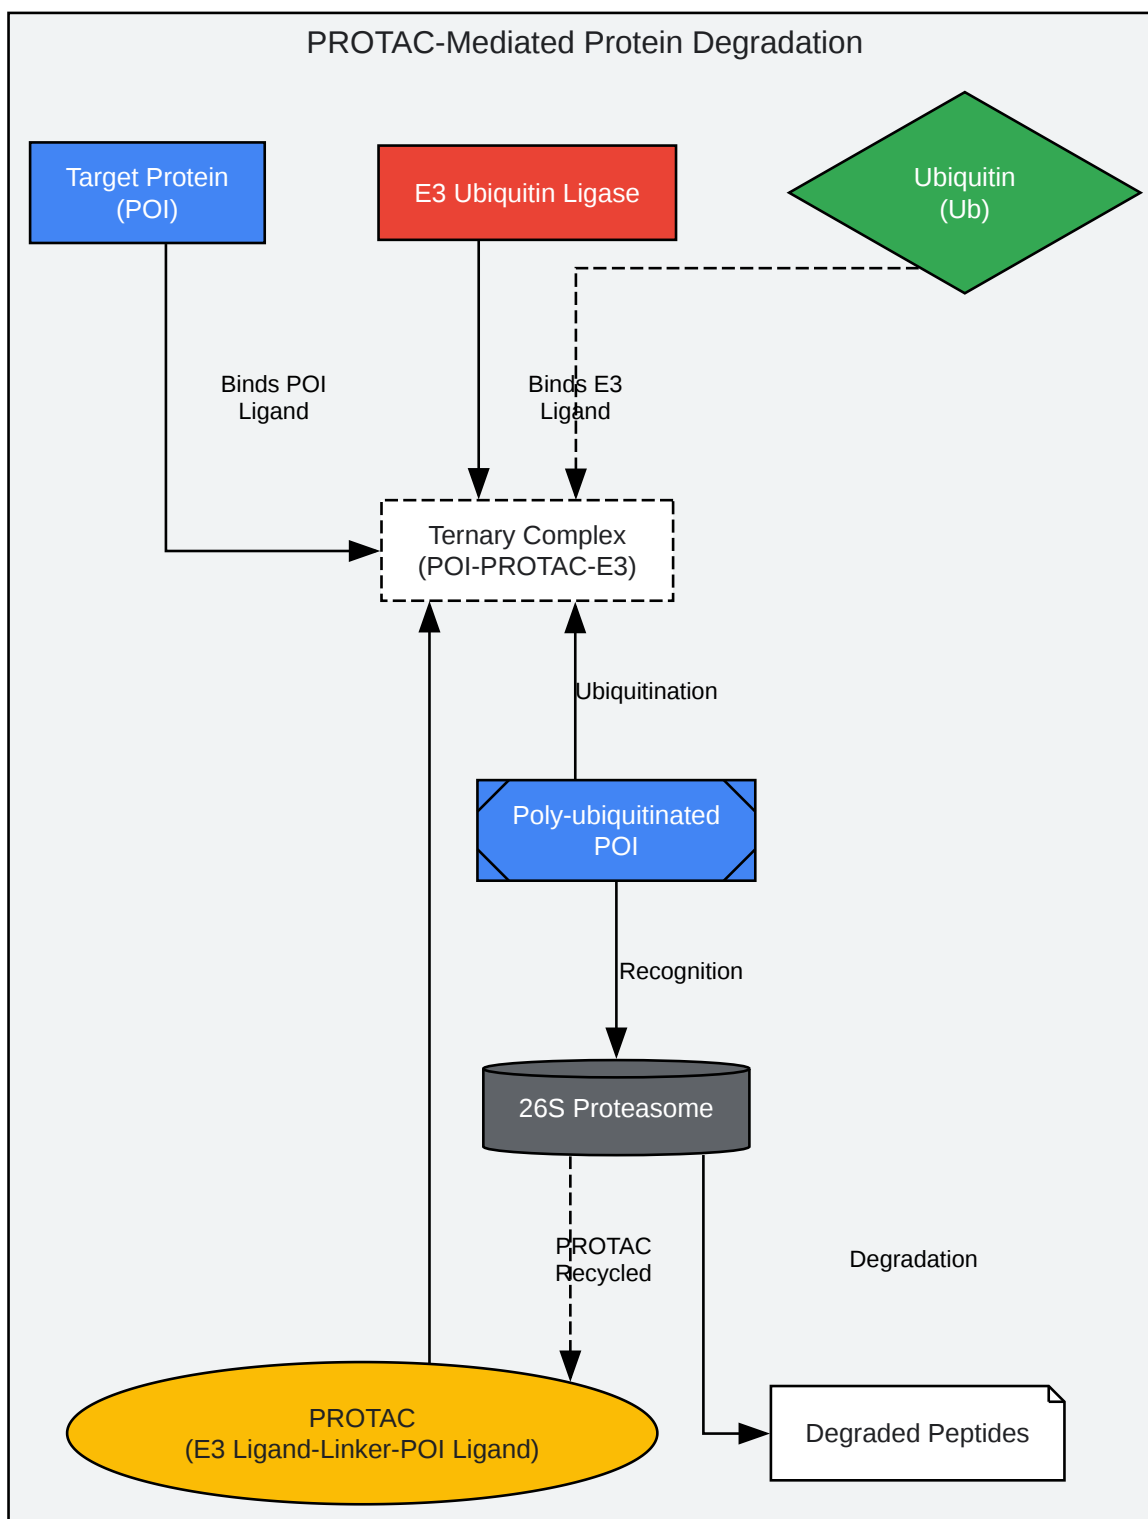 PROTAC-Mediated Protein Degradation
Target Protein
(POI)
E3 Ubiquitin Ligase
Ubiquitin
(Ub)
Binds POI
Ligand
Binds E3
Ligand
Ternary Complex
(POI-PROTAC-E3)
Ubiquitination
Poly-ubiquitinated
POI
Recognition
26S Proteasome
PROTAC
Recycled
Degradation
PROTAC
(E3 Ligand-Linker-POI Ligand)
Degraded Peptides